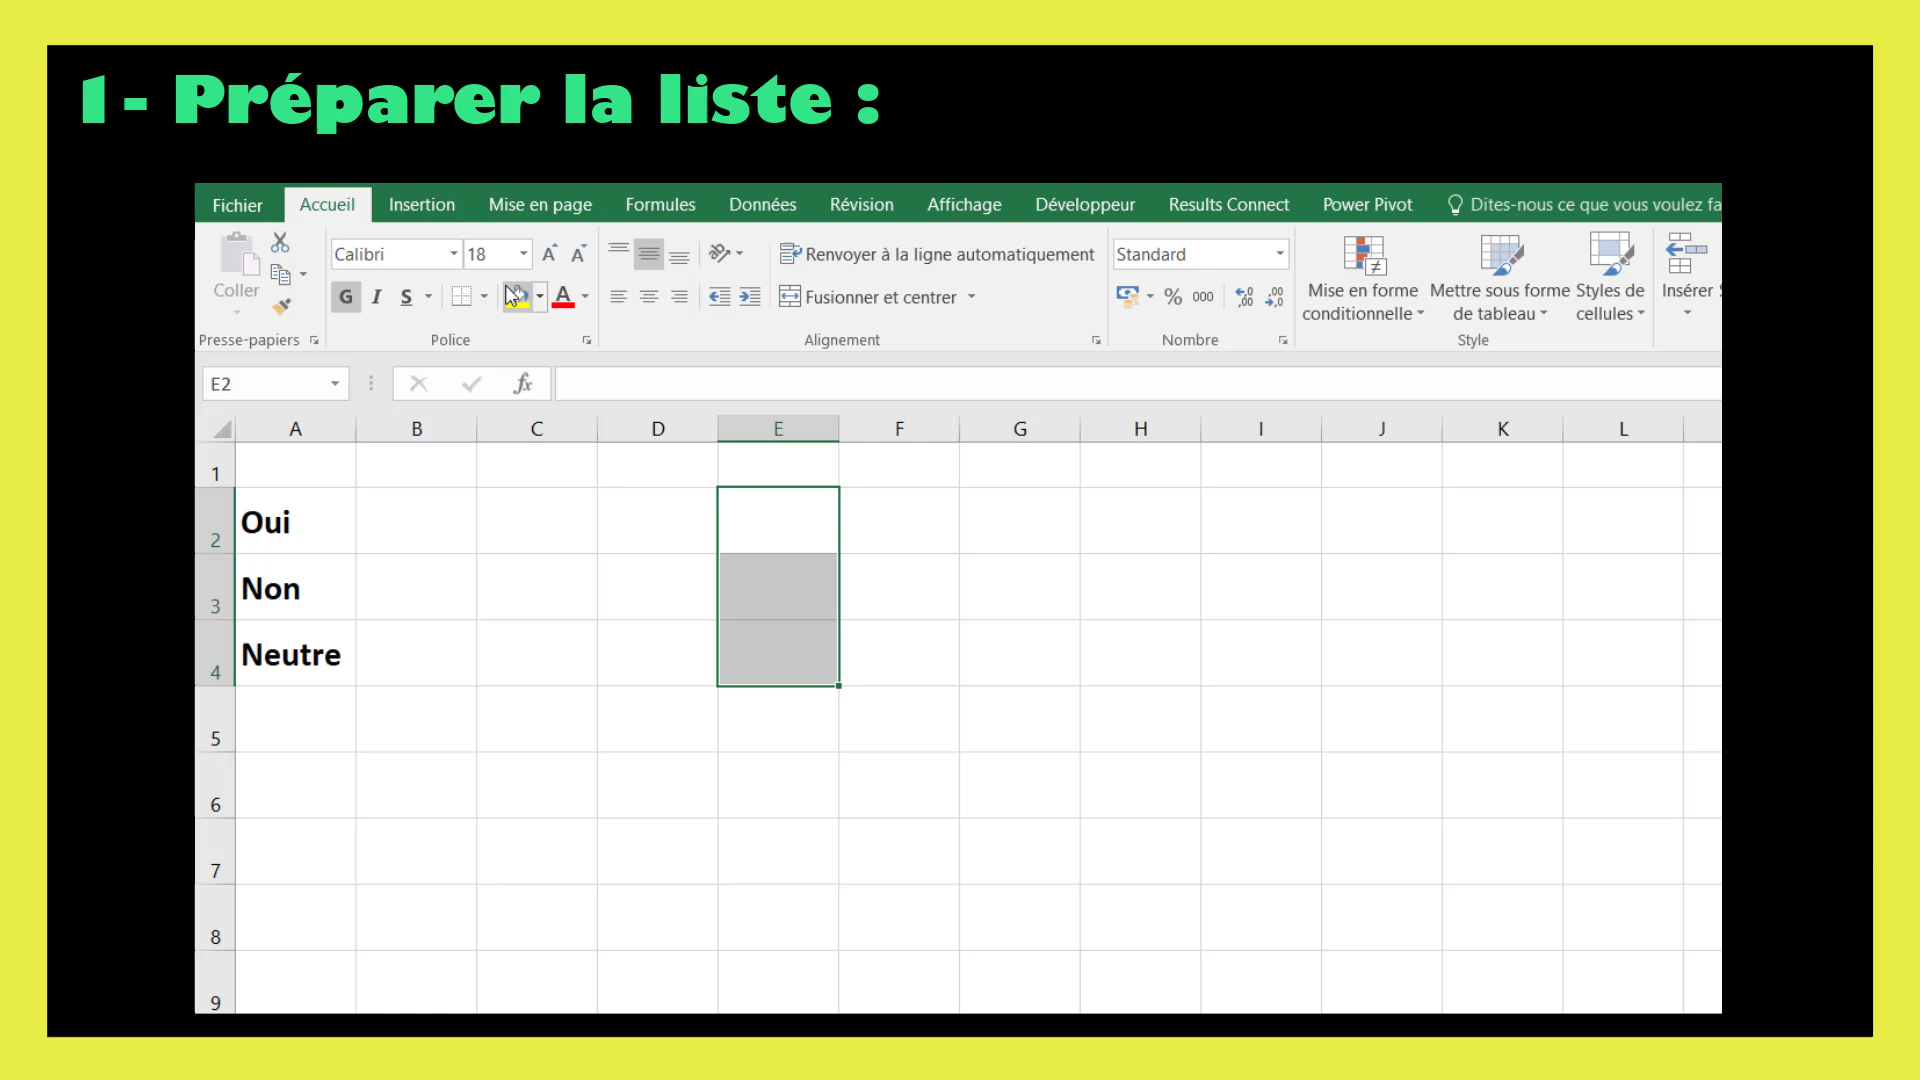 1- Préparer la liste :
Fichier Accueil Insertion Mise en page Formules Données Révision Affichage Développeur Results Connect Power Pivot Dites-nous ce que vous voulez fa
Coller
Calibri 18 A A
Renvoyer à la ligne automatiquement
Standard
G I S A
Fusionner et centrer
% 000 ,00 ,0 ,00
Mise en forme conditionnelle
Mettre sous forme de tableau
Styles de cellules
Insérer S
Presse-papiers Police Alignement Nombre Style
E2 fx
A B C D E F G H I J K L
1
2 Oui
3 Non
4 Neutre
5
6
7
8
9